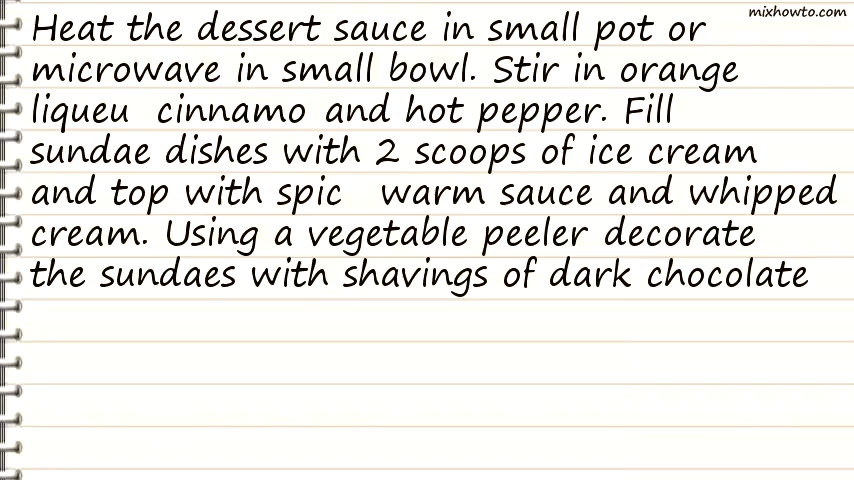 mixhowto.com
Heat the dessert sauce in small pot or
microwave in small bowl. Stir in orange
liqueu cinnamo and hot pepper. Fill
sundae dishes with 2 scoops of ice cream
and top with spic warm sauce and whipped
cream. Using a vegetable peeler decorate
the sundaes with shavings of dark chocolate